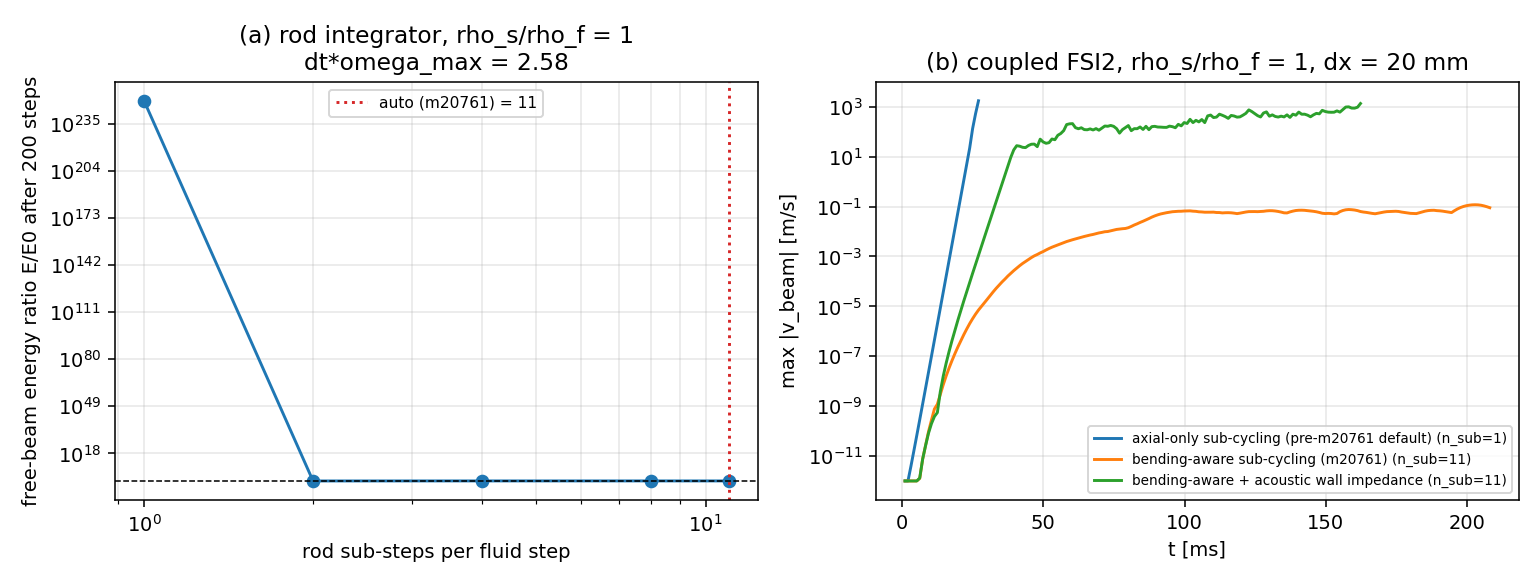 (a) rod integrator, rho_s/rho_f = 1
dt*omega_max = 2.58
free-beam energy ratio E/E0 after 200 steps
10^235
10^204
10^173
10^142
10^111
10^80
10^49
10^18
auto (m20761) = 11
10^0
10^1
rod sub-steps per fluid step
(b) coupled FSI2, rho_s/rho_f = 1, dx = 20 mm
max |v_beam| [m/s]
10^3
10^1
10^−1
10^−3
10^−5
10^−7
10^−9
10^−11
axial-only sub-cycling (pre-m20761 default) (n_sub=1)
bending-aware sub-cycling (m20761) (n_sub=11)
bending-aware + acoustic wall impedance (n_sub=11)
0
50
100
150
200
t [ms]